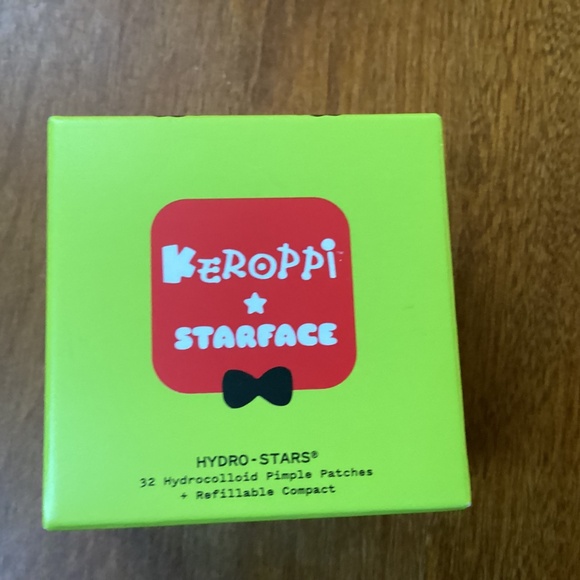 KEROPPI™
STARFACE
HYDRO-STARS®
32 Hydrocolloid Pimple Patches
+ Refillable Compact